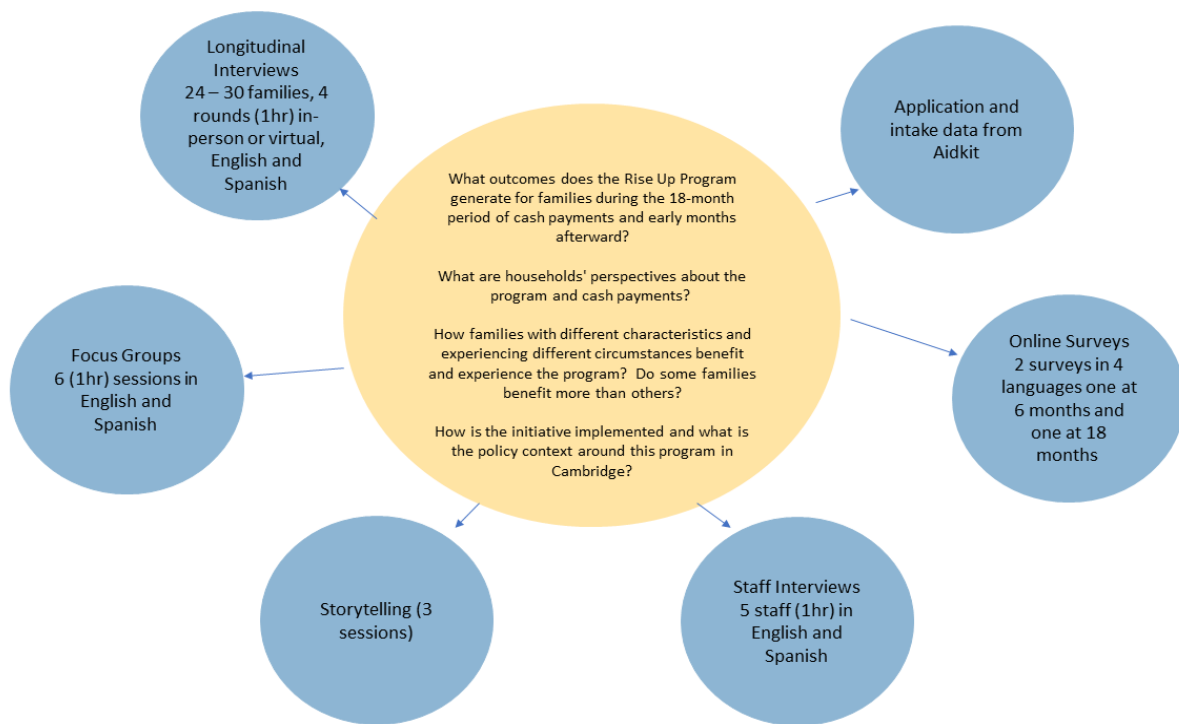 Longitudinal
Interviews
24 – 30 families, 4
rounds (1hr) in-
person or virtual,
English and
Spanish
Application and
intake data from
Aidkit
What outcomes does the Rise Up Program
generate for families during the 18-month
period of cash payments and early months
afterward?
What are households' perspectives about the
program and cash payments?
How families with different characteristics and
experiencing different circumstances benefit
and experience the program?  Do some families
benefit more than others?
How is the initiative implemented and what is
the policy context around this program in
Cambridge?
Focus Groups
6 (1hr) sessions in
English and
Spanish
Online Surveys
2 surveys in 4
languages one at
6 months and
one at 18
months
Storytelling (3
sessions)
Staff Interviews
5 staff (1hr) in
English and
Spanish